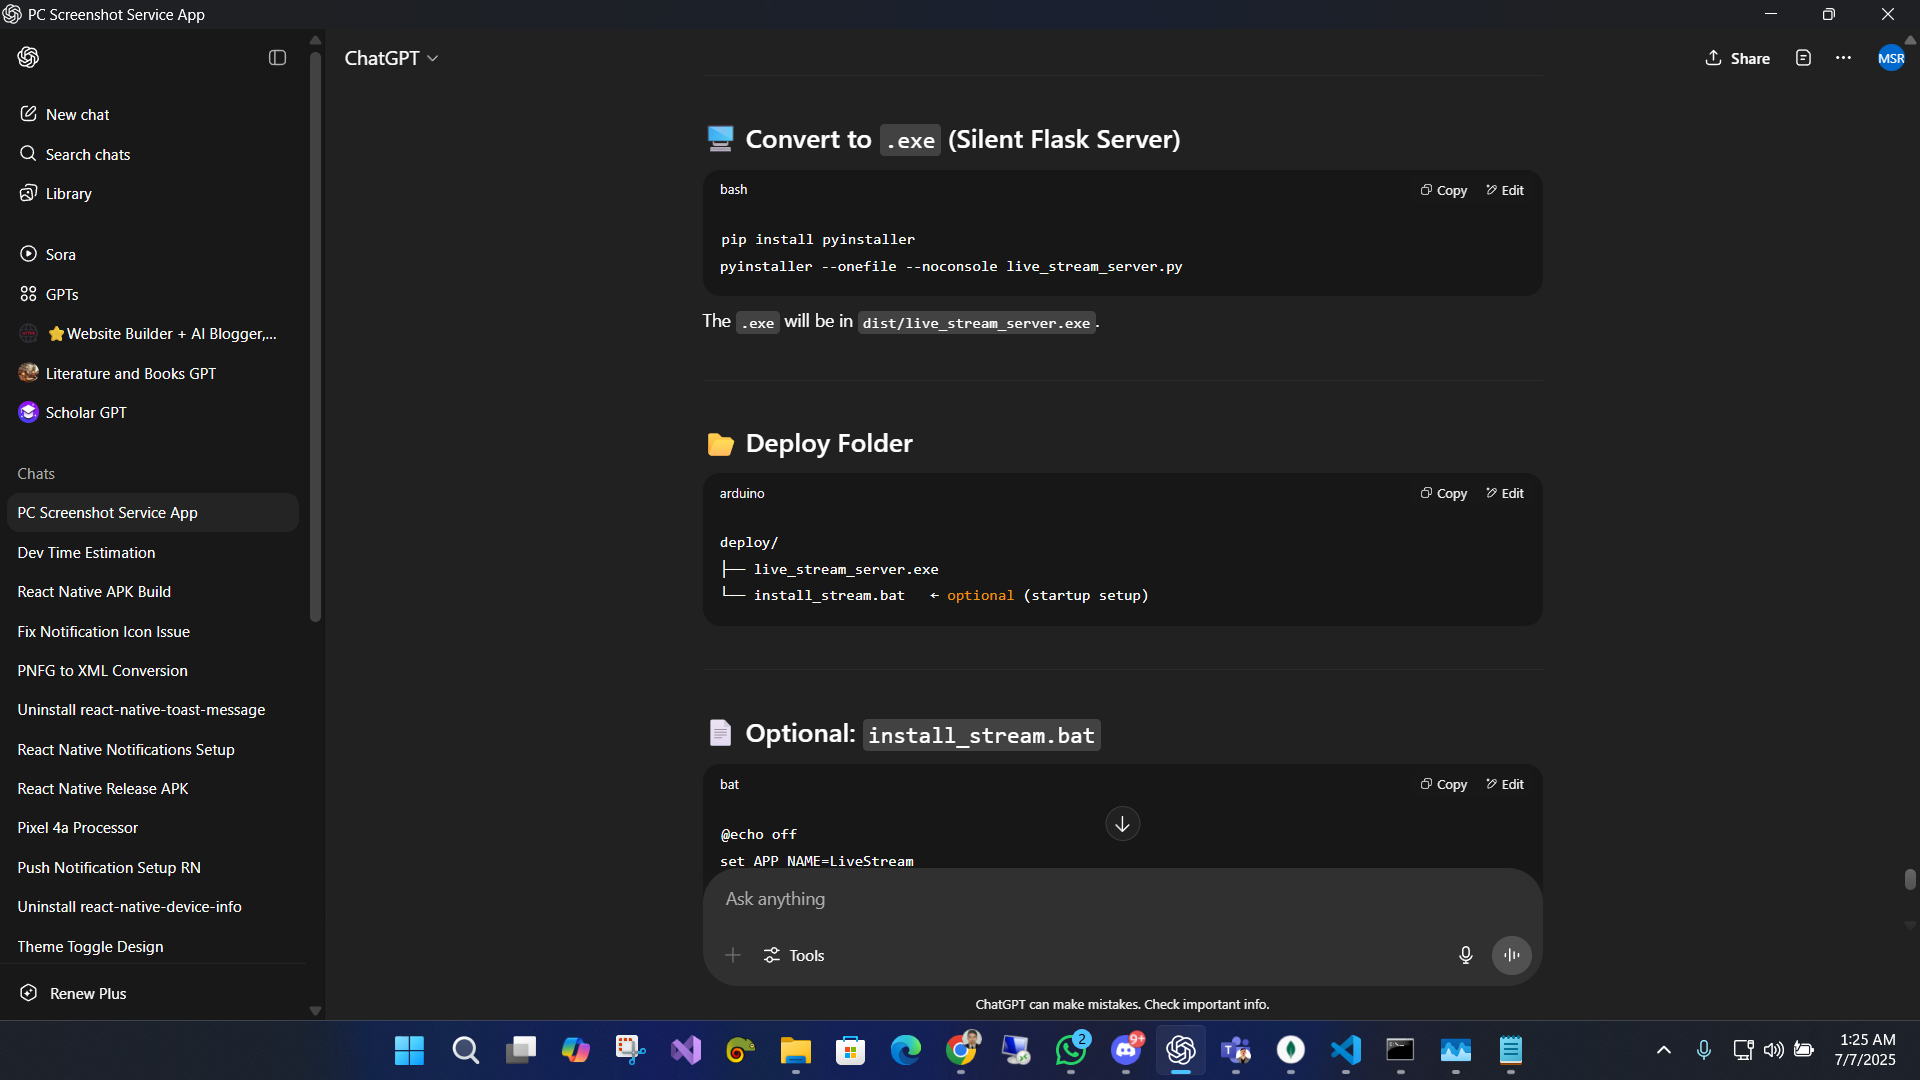 PC Screenshot Service App
ChatGPT
Share
MSR
New chat
Search chats
Library
Sora
GPTs
⭐Website Builder + AI Blogger,...
Literature and Books GPT
Scholar GPT
Chats
PC Screenshot Service App
Dev Time Estimation
React Native APK Build
Fix Notification Icon Issue
PNFG to XML Conversion
Uninstall react-native-toast-message
React Native Notifications Setup
React Native Release APK
Pixel 4a Processor
Push Notification Setup RN
Uninstall react-native-device-info
Theme Toggle Design
Renew Plus
Convert to .exe (Silent Flask Server)
bash
Copy
Edit
pip install pyinstaller
pyinstaller --onefile --noconsole live_stream_server.py
The .exe will be in dist/live_stream_server.exe.
Deploy Folder
arduino
Copy
Edit
deploy/
├── live_stream_server.exe
└── install_stream.bat   ← optional (startup setup)
Optional: install_stream.bat
bat
Copy
Edit
@echo off
set APP NAME=LiveStream
Ask anything
Tools
ChatGPT can make mistakes. Check important info.
2
9+
1:25 AM
7/7/2025